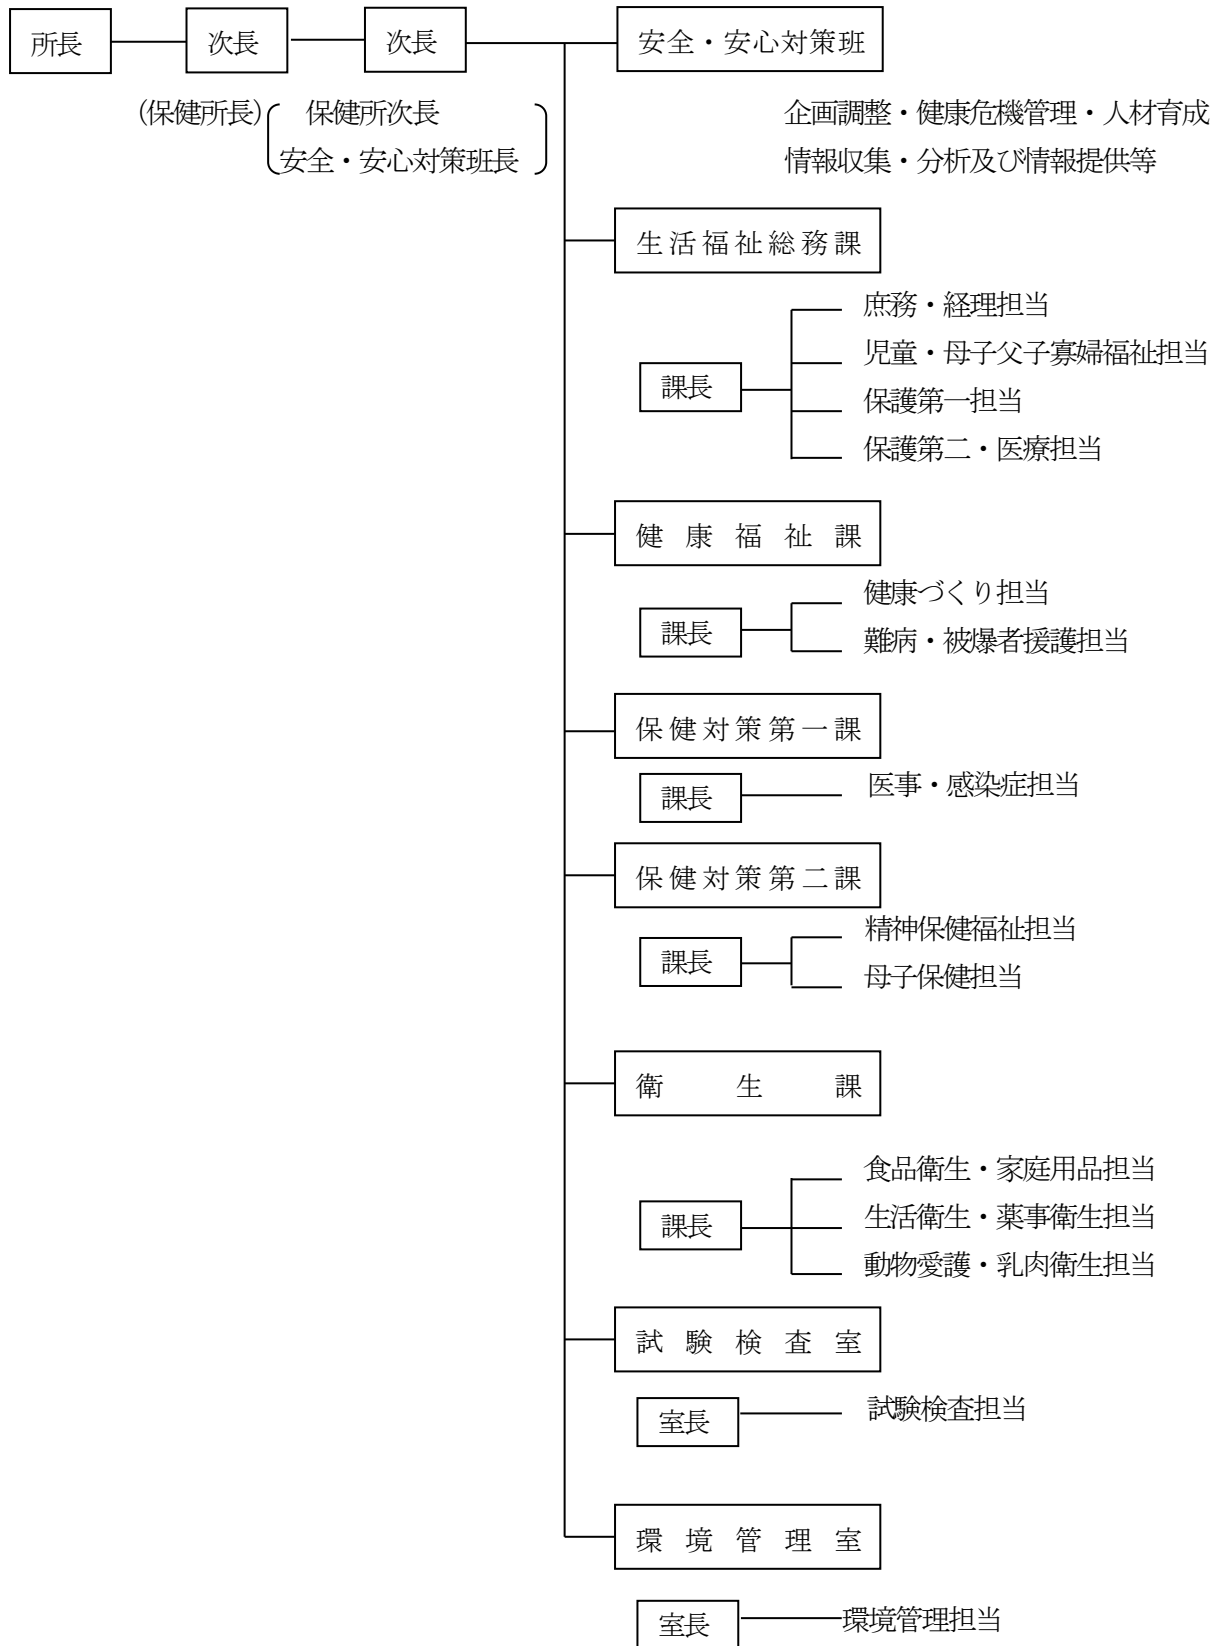 所長 次長 次長 安全・安心対策班
(保健所長) 保健所次長 企画調整・健康危機管理・人材育成
安全・安心対策班長 情報収集・分析及び情報提供等
生活福祉総務課
庶務・経理担当
児童・母子父子寡婦福祉担当
課長
保護第一担当
保護第二・医療担当
健康福祉課
健康づくり担当
課長
難病・被爆者援護担当
保健対策第一課
課長 医事・感染症担当
保健対策第二課
精神保健福祉担当
課長
母子保健担当
衛生課
食品衛生・家庭用品担当
課長 生活衛生・薬事衛生担当
動物愛護・乳肉衛生担当
試験検査室
室長 試験検査担当
環境管理室
室長 環境管理担当